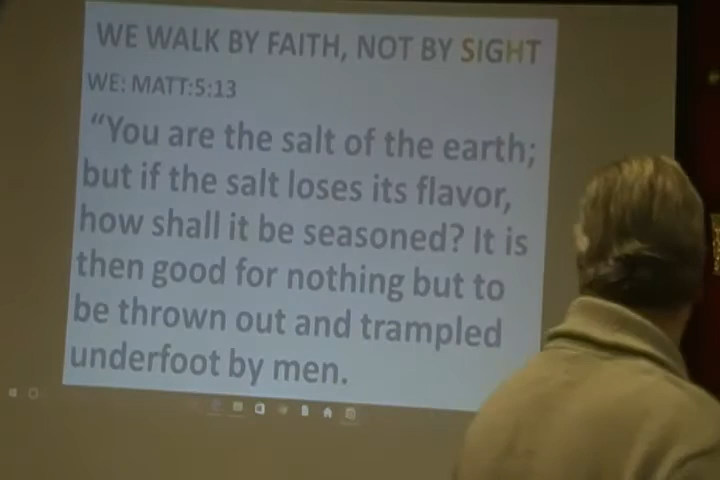 WE WALK BY FAITH, NOT BY SIGHT
WE: MATT:5:13
“You are the salt of the earth;
but if the salt loses its flavor,
how shall it be seasoned? It is
then good for nothing but to
be thrown out and trampled
underfoot by men.